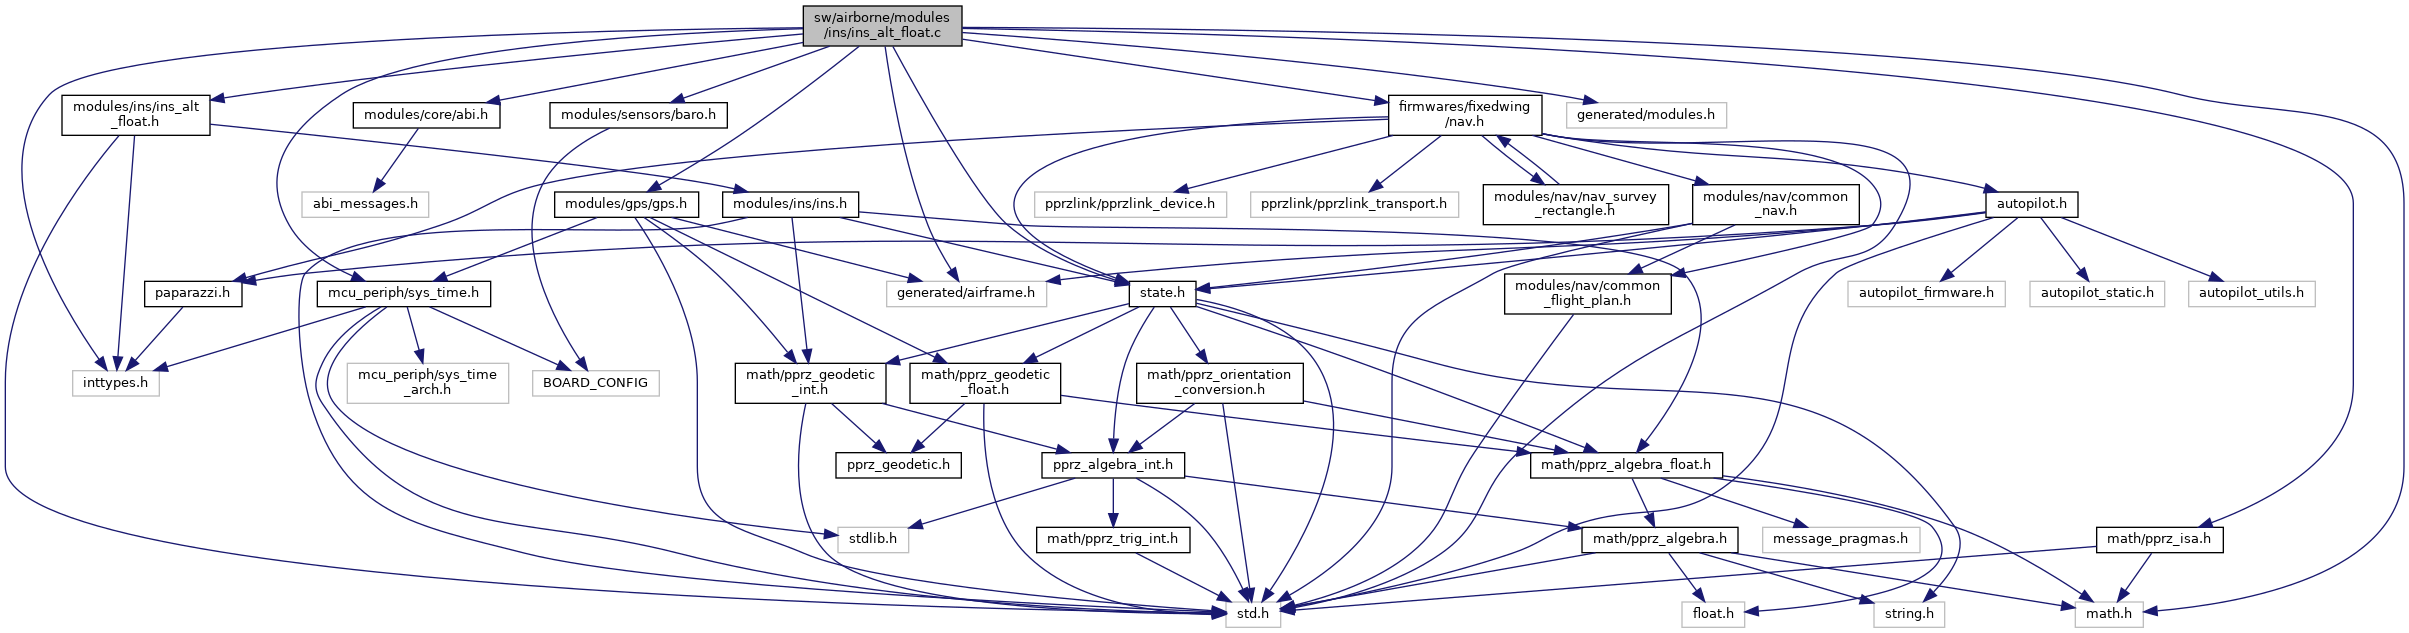 sw/airborne/modules
/ins/ins_alt_float.c
modules/ins/ins_alt
_float.h
modules/core/abi.h
modules/sensors/baro.h
firmwares/fixedwing
/nav.h
generated/modules.h
abi_messages.h
modules/gps/gps.h
modules/ins/ins.h
pprzlink/pprzlink_device.h
pprzlink/pprzlink_transport.h
modules/nav/nav_survey
_rectangle.h
modules/nav/common
_nav.h
autopilot.h
paparazzi.h
mcu_periph/sys_time.h
generated/airframe.h
state.h
modules/nav/common
_flight_plan.h
autopilot_firmware.h
autopilot_static.h
autopilot_utils.h
inttypes.h
mcu_periph/sys_time
_arch.h
BOARD_CONFIG
math/pprz_geodetic
_int.h
math/pprz_geodetic
_float.h
math/pprz_orientation
_conversion.h
pprz_geodetic.h
pprz_algebra_int.h
math/pprz_algebra_float.h
stdlib.h
math/pprz_trig_int.h
math/pprz_algebra.h
message_pragmas.h
math/pprz_isa.h
std.h
float.h
string.h
math.h